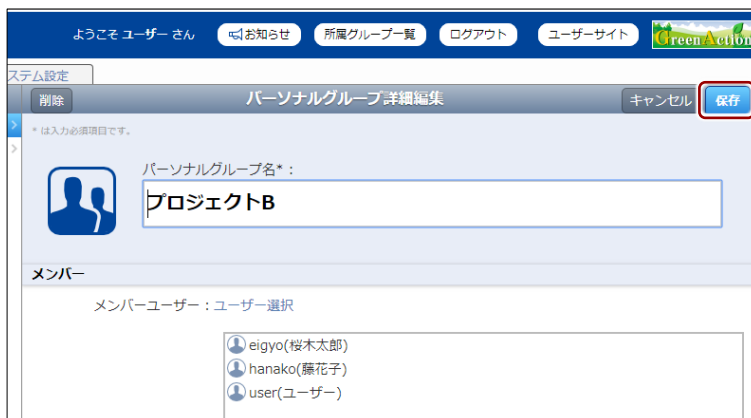 ようこそ ユーザー さん お知らせ 所属グループ一覧 ログアウト ユーザーサイト GreenAction
ステム設定
削除 パーソナルグループ詳細編集 キャンセル 保存
* は入力必須項目です。
パーソナルグループ名*：
プロジェクトB
メンバー
メンバーユーザー：ユーザー選択
eigyo(桜木太郎)
hanako(藤花子)
user(ユーザー)